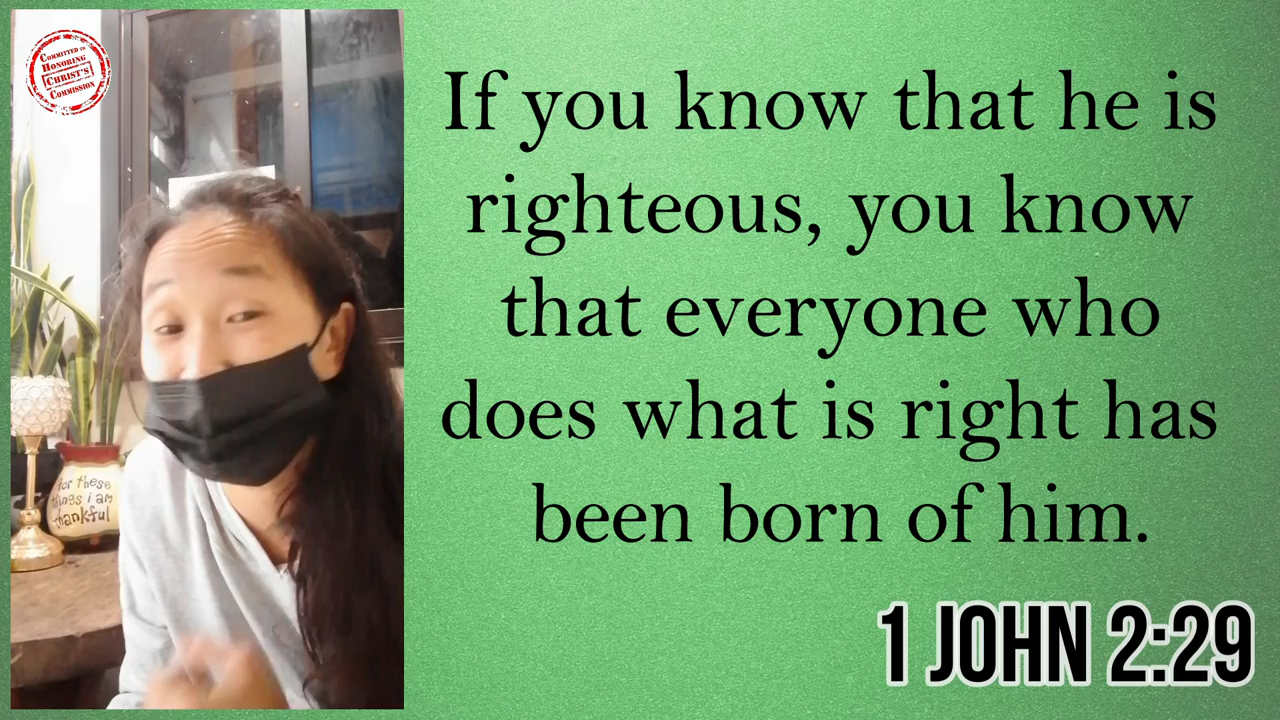 COMMITTED TO
HONORING
CHRIST'S
COMMISSION
If you know that he is
righteous, you know
that everyone who
does what is right has
been born of him.
for these
things i am
thankful
1 JOHN 2:29